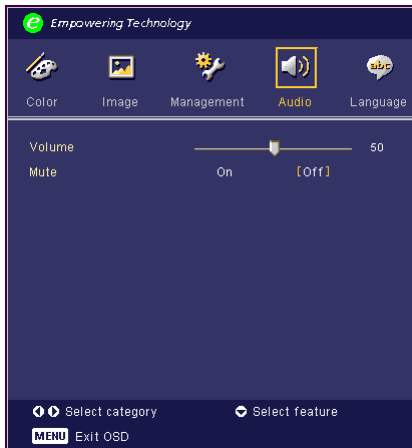 e Empowering Technology
abc
Color Image Management Audio Language
Volume 50
Mute On [Off]
Select category Select feature
MENU Exit OSD